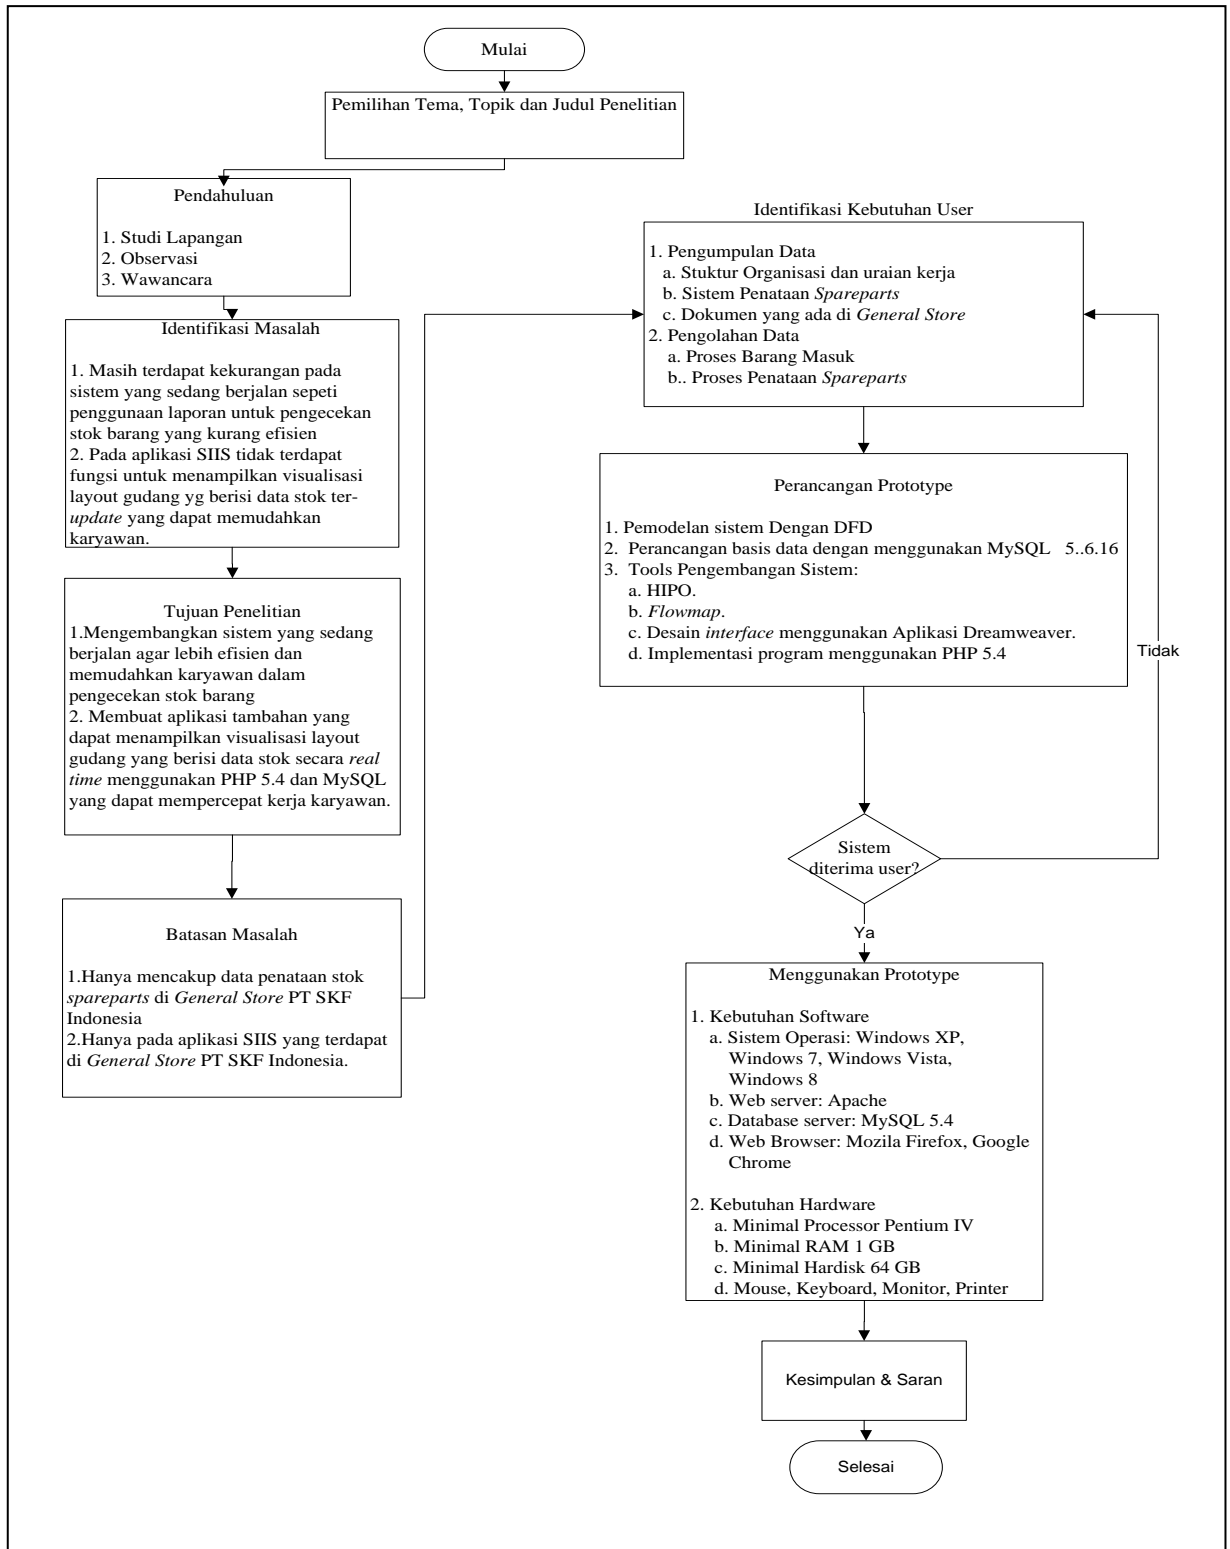 Mulai
Pemilihan Tema, Topik dan Judul Penelitian
Pendahuluan
1. Studi Lapangan
2. Observasi
3. Wawancara
Identifikasi Masalah
1. Masih terdapat kekurangan pada
sistem yang sedang berjalan sepeti
penggunaan laporan untuk pengecekan
stok barang yang kurang efisien
2. Pada aplikasi SIIS tidak terdapat
fungsi untuk menampilkan visualisasi
layout gudang yg berisi data stok ter-
update yang dapat memudahkan
karyawan.
Tujuan Penelitian
1.Mengembangkan sistem yang sedang
berjalan agar lebih efisien dan
memudahkan karyawan dalam
pengecekan stok barang
2. Membuat aplikasi tambahan yang
dapat menampilkan visualisasi layout
gudang yang berisi data stok secara real
time menggunakan PHP 5.4 dan MySQL
yang dapat mempercepat kerja karyawan.
Batasan Masalah
1.Hanya mencakup data penataan stok
spareparts di General Store PT SKF
Indonesia
2.Hanya pada aplikasi SIIS yang terdapat
di General Store PT SKF Indonesia.
Identifikasi Kebutuhan User
1. Pengumpulan Data
a. Stuktur Organisasi dan uraian kerja
b. Sistem Penataan Spareparts
c. Dokumen yang ada di General Store
2. Pengolahan Data
a. Proses Barang Masuk
b.. Proses Penataan Spareparts
Perancangan Prototype
1. Pemodelan sistem Dengan DFD
2. Perancangan basis data dengan menggunakan MySQL 5..6.16
3. Tools Pengembangan Sistem:
a. HIPO.
b. Flowmap.
c. Desain interface menggunakan Aplikasi Dreamweaver.
d. Implementasi program menggunakan PHP 5.4
Tidak
Sistem
diterima user?
Ya
Menggunakan Prototype
1. Kebutuhan Software
a. Sistem Operasi: Windows XP,
Windows 7, Windows Vista,
Windows 8
b. Web server: Apache
c. Database server: MySQL 5.4
d. Web Browser: Mozila Firefox, Google
Chrome
2. Kebutuhan Hardware
a. Minimal Processor Pentium IV
b. Minimal RAM 1 GB
c. Minimal Hardisk 64 GB
d. Mouse, Keyboard, Monitor, Printer
Kesimpulan & Saran
Selesai